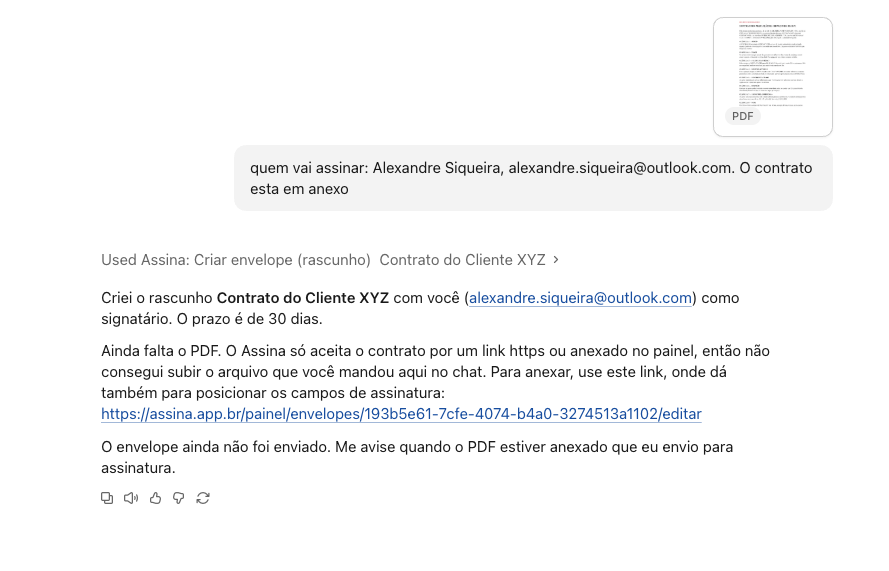 PDF
quem vai assinar: Alexandre Siqueira, alexandre.siqueira@outlook.com. O contrato
esta em anexo
Used Assina: Criar envelope (rascunho) Contrato do Cliente XYZ
Criei o rascunho Contrato do Cliente XYZ com você (alexandre.siqueira@outlook.com) como
signatário. O prazo é de 30 dias.
Ainda falta o PDF. O Assina só aceita o contrato por um link https ou anexado no painel, então não
consegui subir o arquivo que você mandou aqui no chat. Para anexar, use este link, onde dá
também para posicionar os campos de assinatura:
https://assina.app.br/painel/envelopes/193b5e61-7cfe-4074-b4a0-3274513a1102/editar
O envelope ainda não foi enviado. Me avise quando o PDF estiver anexado que eu envio para
assinatura.